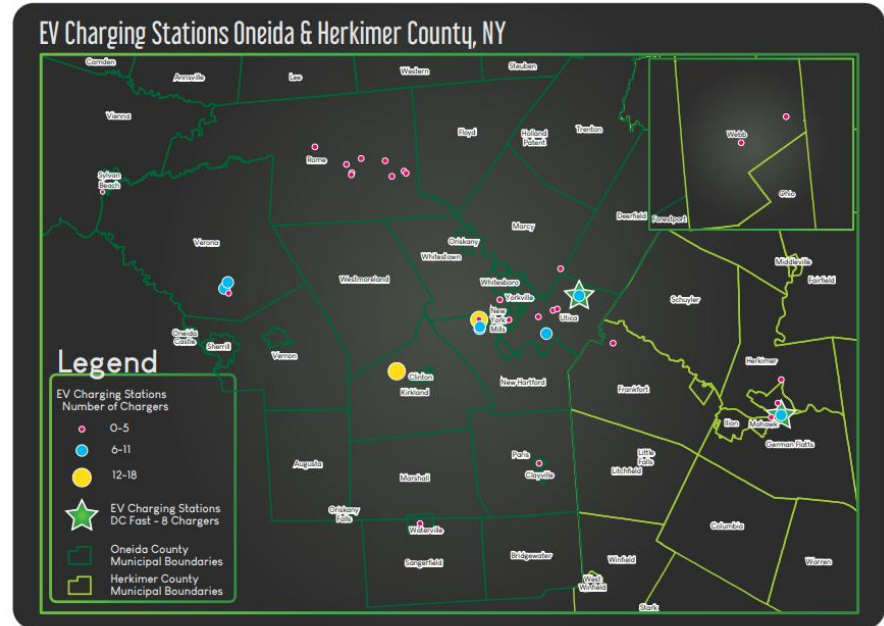 EV Charging Stations Oneida & Herkimer County, NY
Camden
Annsville
Lee
Western
Steuben
Vienna
Floyd
Holland
Patent
Trenton
Webb
Rome
Sylvan
Beach
Ohio
Deerfield
Forestport
Marcy
Verona
Oriskany
Whitestown
Middleville
Fairfield
Westmoreland
Whitesboro
Yorkville
Schuyler
New
York
Mills
Utica
Oneida
Castle
Sherrill
Vernon
Herkimer
Clinton
Kirkland
New Hartford
Frankfort
Ilion
Mohawk
German Flatts
Augusta
Marshall
Paris
Clayville
Little
Falls
Litchfield
Oriskany
Falls
Waterville
Columbia
Sangerfield
Bridgewater
Winfield
Warren
West
Winfield
Stark
Legend
EV Charging Stations
Number of Chargers
0-5
6-11
12-18
EV Charging Stations
DC Fast - 8 Chargers
Oneida County
Municipal Boundaries
Herkimer County
Municipal Boundaries